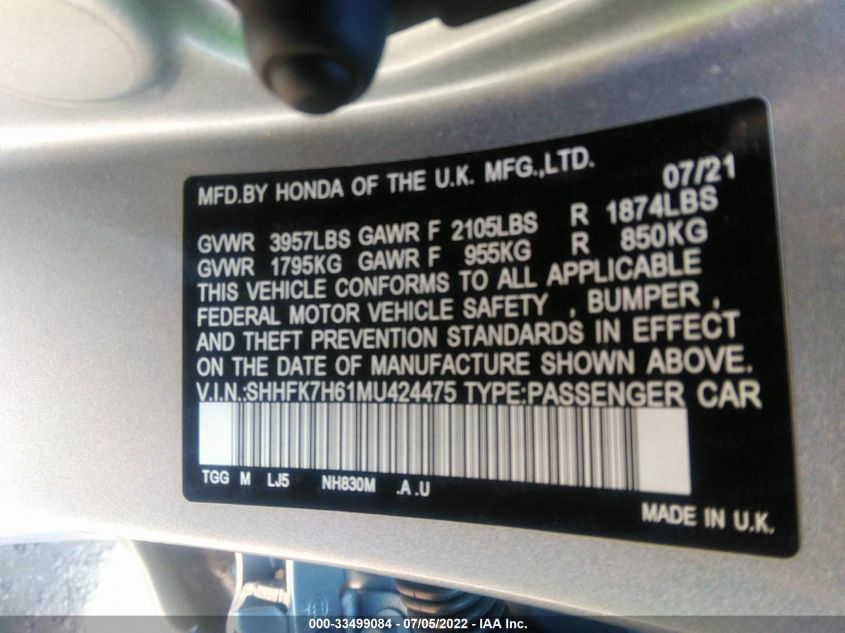 MFD.BY HONDA OF THE U.K. MFG.,LTD. 07/21
GVWR 3957LBS GAWR F 2105LBS R 1874LBS
GVWR 1795KG GAWR F 955KG R 850KG
THIS VEHICLE CONFORMS TO ALL APPLICABLE
FEDERAL MOTOR VEHICLE SAFETY , BUMPER ,
AND THEFT PREVENTION STANDARDS IN EFFECT
ON THE DATE OF MANUFACTURE SHOWN ABOVE.
V.I.N.:SHHFK7H61MU424475 TYPE:PASSENGER CAR
TGG M LJ5 NH830M .A .U
MADE IN U.K.
000-33499084 - 07/05/2022 - IAA Inc.